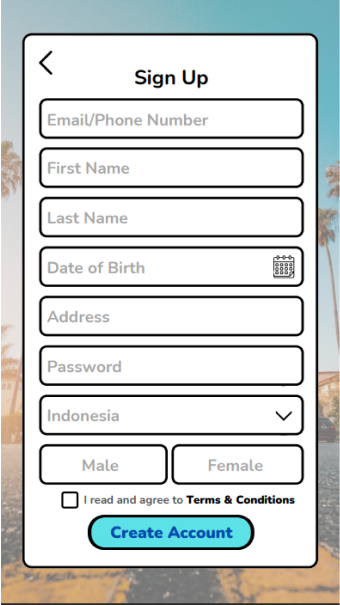 Sign Up
Email/Phone Number
First Name
Last Name
Date of Birth
Address
Password
Indonesia
Male Female
I read and agree to Terms & Conditions
Create Account